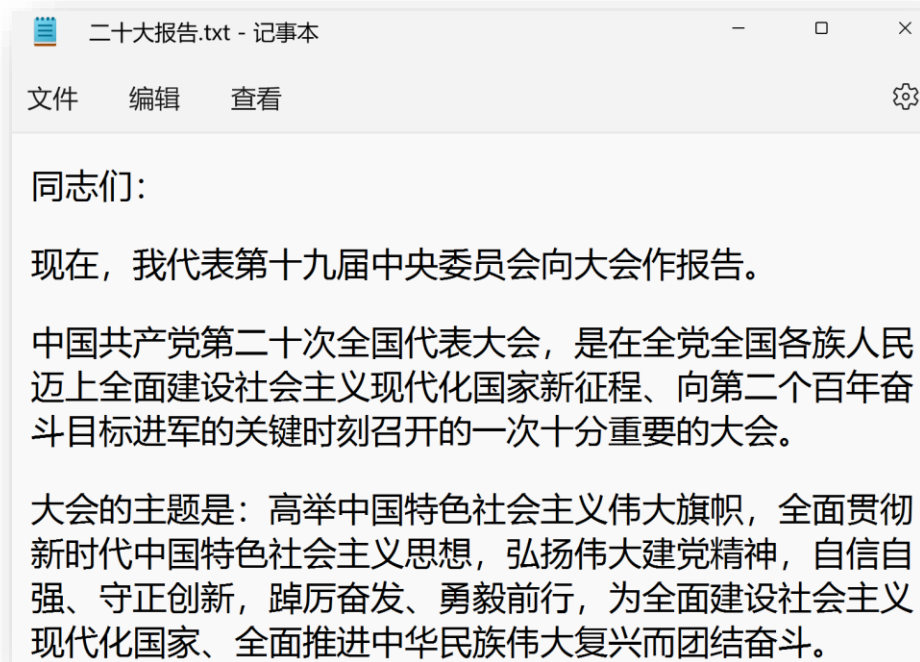 二十大报告.txt - 记事本
文件 编辑 查看
同志们：
现在，我代表第十九届中央委员会向大会作报告。
中国共产党第二十次全国代表大会，是在全党全国各族人民
迈上全面建设社会主义现代化国家新征程、向第二个百年奋
斗目标进军的关键时刻召开的一次十分重要的大会。
大会的主题是：高举中国特色社会主义伟大旗帜，全面贯彻
新时代中国特色社会主义思想，弘扬伟大建党精神，自信自
强、守正创新，踔厉奋发、勇毅前行，为全面建设社会主义
现代化国家、全面推进中华民族伟大复兴而团结奋斗。